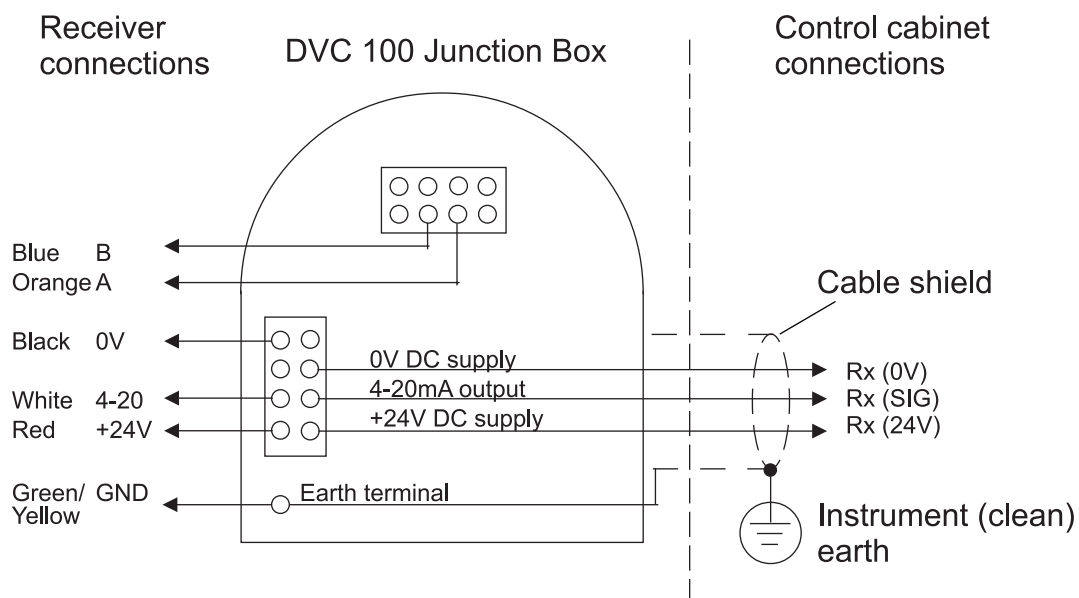 Receiver
connections
DVC 100 Junction Box
Control cabinet
connections
Blue B
Orange A
Black 0V
White 4-20
Red +24V
Green/ GND
Yellow
0V DC supply
4-20mA output
+24V DC supply
Earth terminal
Cable shield
Rx (0V)
Rx (SIG)
Rx (24V)
Instrument (clean)
earth